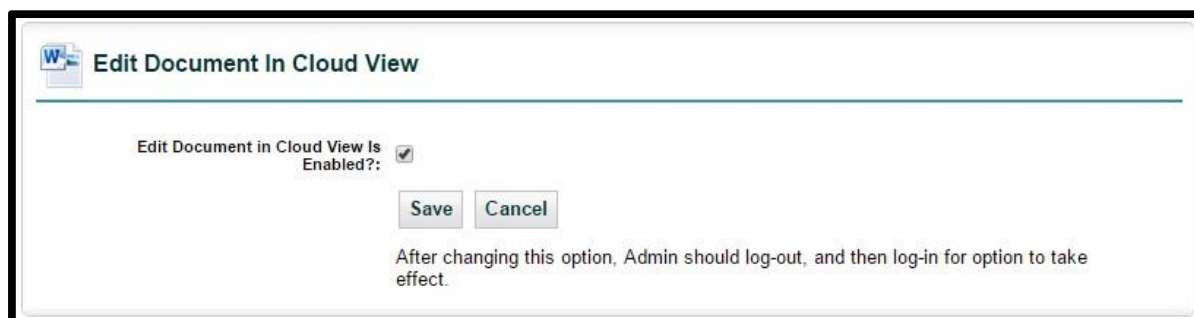 Edit Document In Cloud View
Edit Document in Cloud View Is
Enabled?:
Save Cancel
After changing this option, Admin should log-out, and then log-in for option to take
effect.